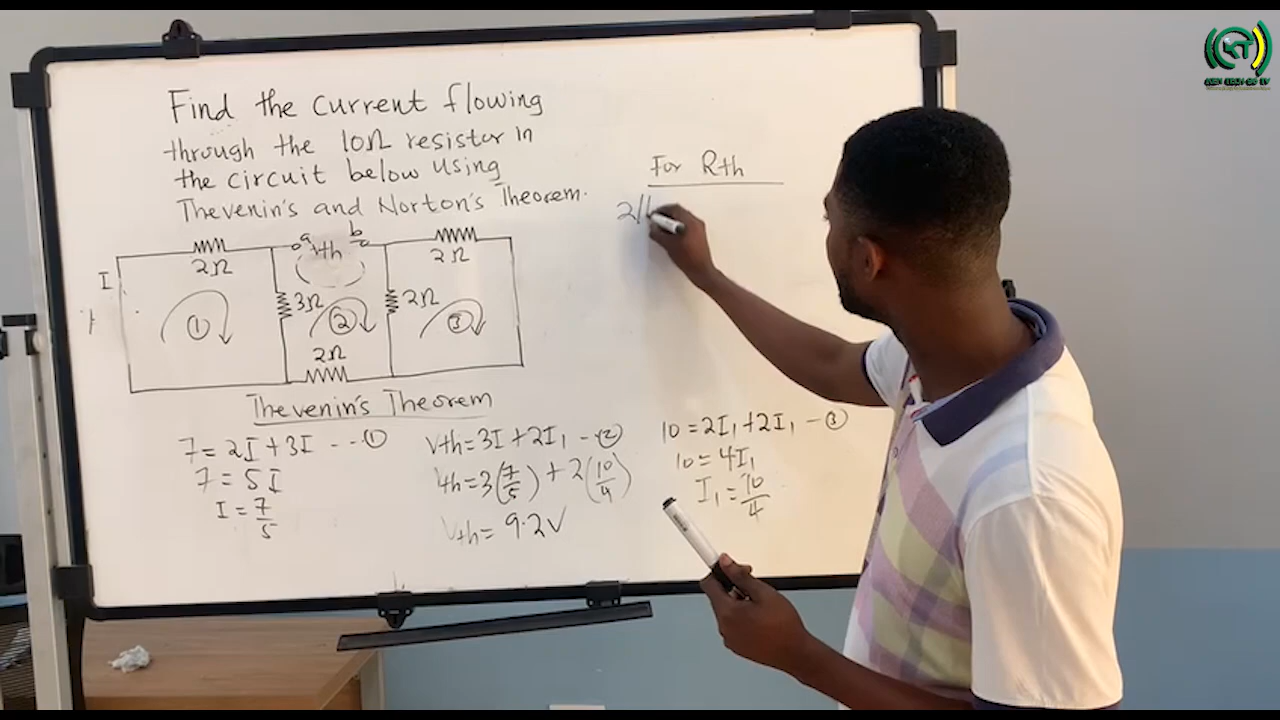 Find the current flowing
through the 10Ω resistor in
the circuit below using
Thevenin's and Norton's Theorem.
For Rth
2//
a
b
Vth
2Ω
2Ω
I
3Ω
2Ω
1
2
3
2Ω
Thevenin's Theorem
7 = 2I + 3I --- ①
7 = 5I
I = 7/5
Vth = 3I + 2I₁ - ②
Vth = 3(7/5) + 2(10/4)
Vth = 9.2V
10 = 2I₁ + 2I₁ - ③
10 = 4I₁
I₁ = 10/4